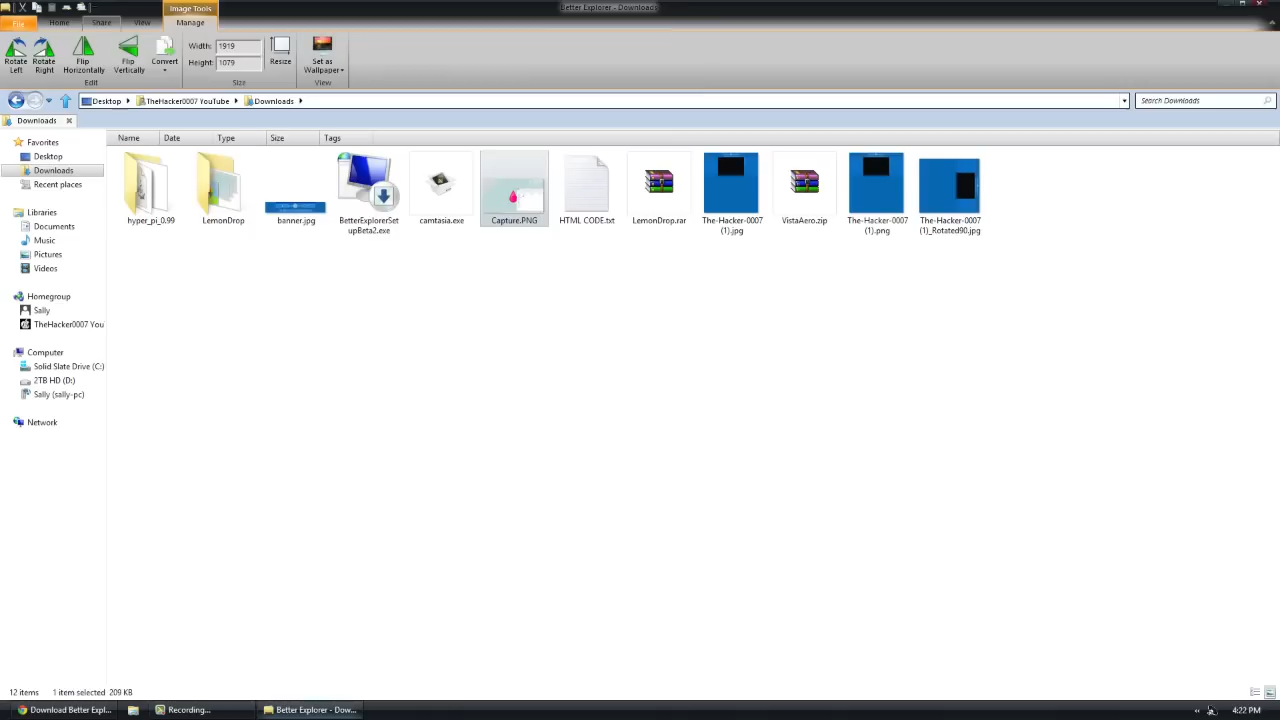 Better Explorer - Downloads
Image Tools
File
Home
Share
View
Manage
Rotate Left
Rotate Right
Flip Horizontally
Flip Vertically
Convert
Edit
Width: 1919
Height: 1079
Resize
Size
Set as Wallpaper
View
Desktop
TheHacker0007 YouTube
Downloads
Search Downloads
Downloads
Name
Date
Type
Size
Tags
Favorites
Desktop
Downloads
Recent places
Libraries
Documents
Music
Pictures
Videos
Homegroup
Sally
TheHacker0007 You
Computer
Solid Slate Drive (C:)
2TB HD (D:)
Sally (sally-pc)
Network
hyper_pi_0.99
LemonDrop
banner.jpg
BetterExplorerSet
upBeta2.exe
camtasia.exe
Capture.PNG
HTML CODE.txt
LemonDrop.rar
The-Hacker-0007
(1).jpg
VistaAero.zip
The-Hacker-0007
(1).png
The-Hacker-0007
(1)_Rotated90.jpg
12 items
1 item selected
209 KB
Download Better Expl...
Recording...
Better Explorer - Dow...
4:22 PM